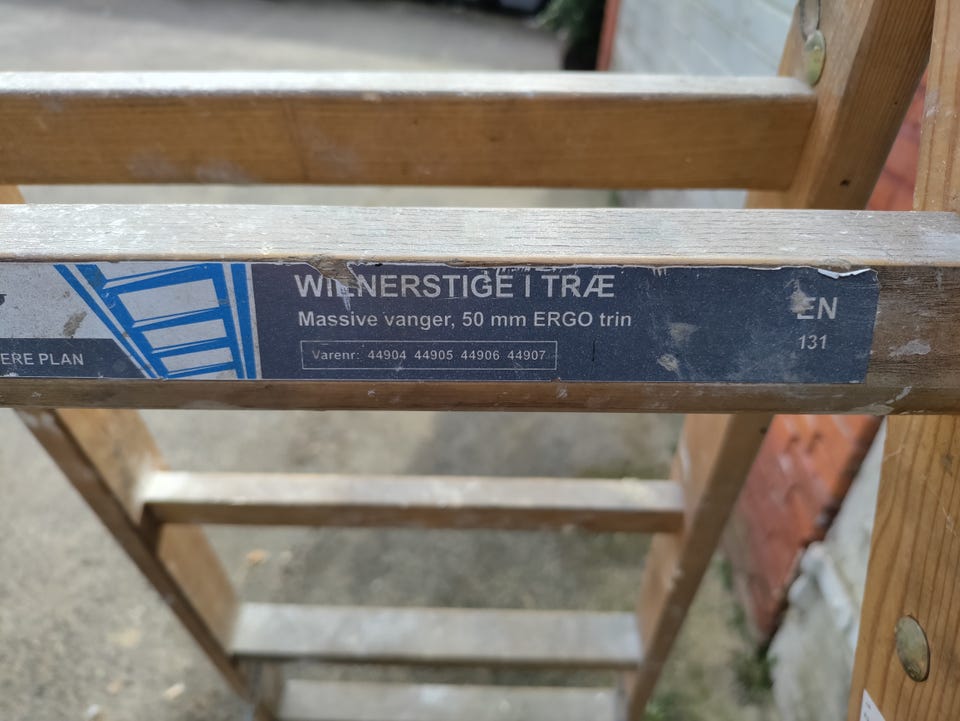 WIENERSTIGE I TRÆ
Massive vanger, 50 mm ERGO trin
Varenr: 44904 44905 44906 44907
EN
131
ERE PLAN